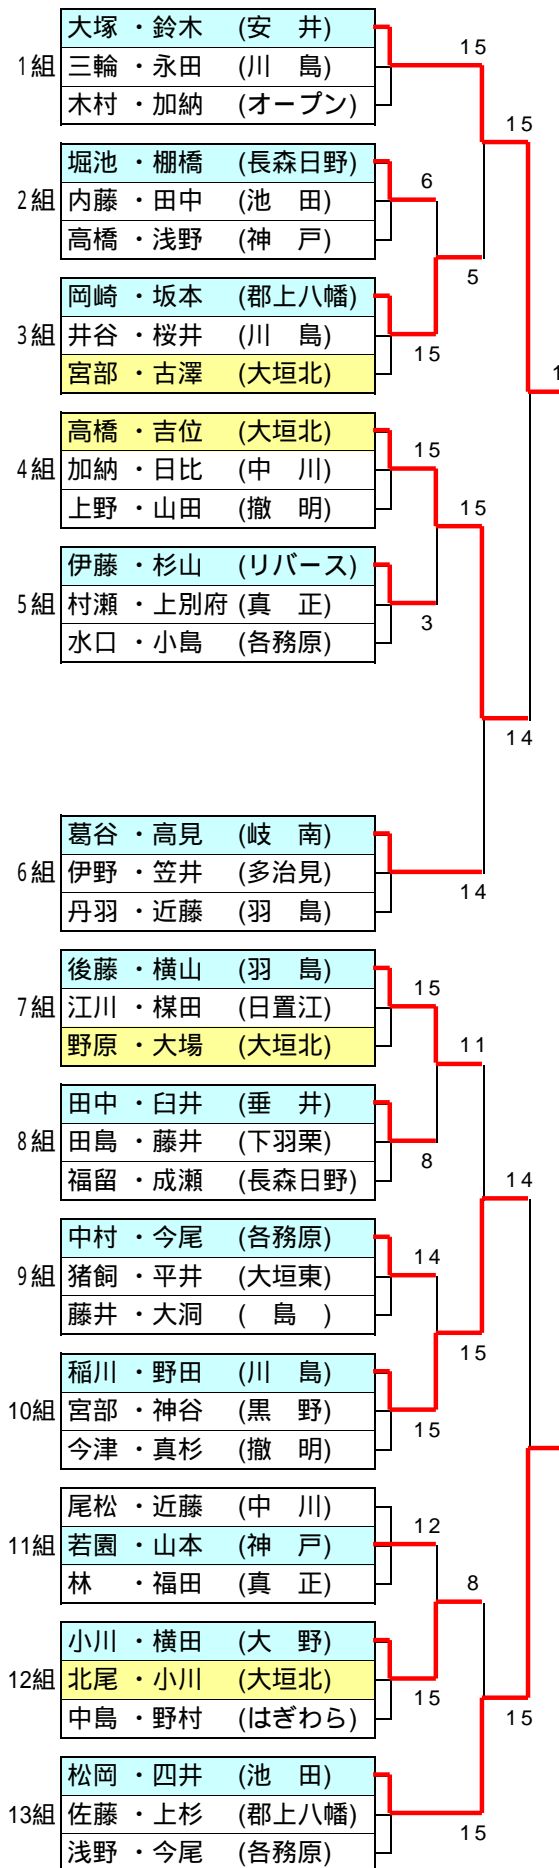 大塚 ・鈴木 (安 井)
15
1組 三輪 ・永田 (川 島)
木村 ・加納 (オープン)
15
堀池 ・棚橋 (長森日野)
6
2組 内藤 ・田中 (池 田)
高橋 ・浅野 (神 戸)
5
岡崎 ・坂本 (郡上八幡)
3組 井谷 ・桜井 (川 島)
15
宮部 ・古澤 (大垣北)
1
高橋 ・吉位 (大垣北)
15
4組 加納 ・日比 (中 川)
上野 ・山田 (撤 明)
15
伊藤 ・杉山 (リバース)
5組 村瀬 ・上別府 (真 正)
3
水口 ・小島 (各務原)
14
葛谷 ・高見 (岐 南)
6組 伊野 ・笠井 (多治見)
14
丹羽 ・近藤 (羽 島)
後藤 ・横山 (羽 島)
15
7組 江川 ・楳田 (日置江)
野原 ・大場 (大垣北)
11
田中 ・臼井 (垂 井)
8組 田島 ・藤井 (下羽栗)
8
福留 ・成瀬 (長森日野)
14
中村 ・今尾 (各務原)
14
9組 猪飼 ・平井 (大垣東)
藤井 ・大洞 ( 島 )
15
稲川 ・野田 (川 島)
10組 宮部 ・神谷 (黒 野)
15
今津 ・真杉 (撤 明)
尾松 ・近藤 (中 川)
12
11組 若園 ・山本 (神 戸)
林 ・福田 (真 正)
8
小川 ・横田 (大 野)
12組 北尾 ・小川 (大垣北)
15
中島 ・野村 (はぎわら)
15
松岡 ・四井 (池 田)
13組 佐藤 ・上杉 (郡上八幡)
15
浅野 ・今尾 (各務原)